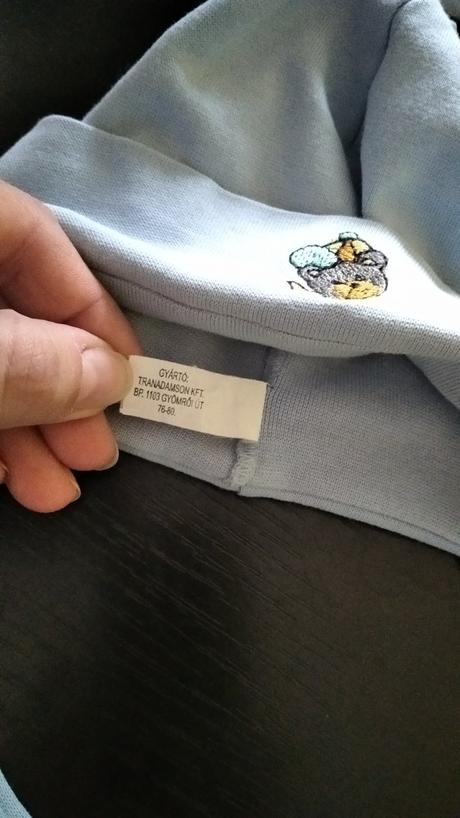 GYÁRTÓ:
TRANADAMSON KFT.
BP. 1103 GYÖMRŐI ÚT
76-80.